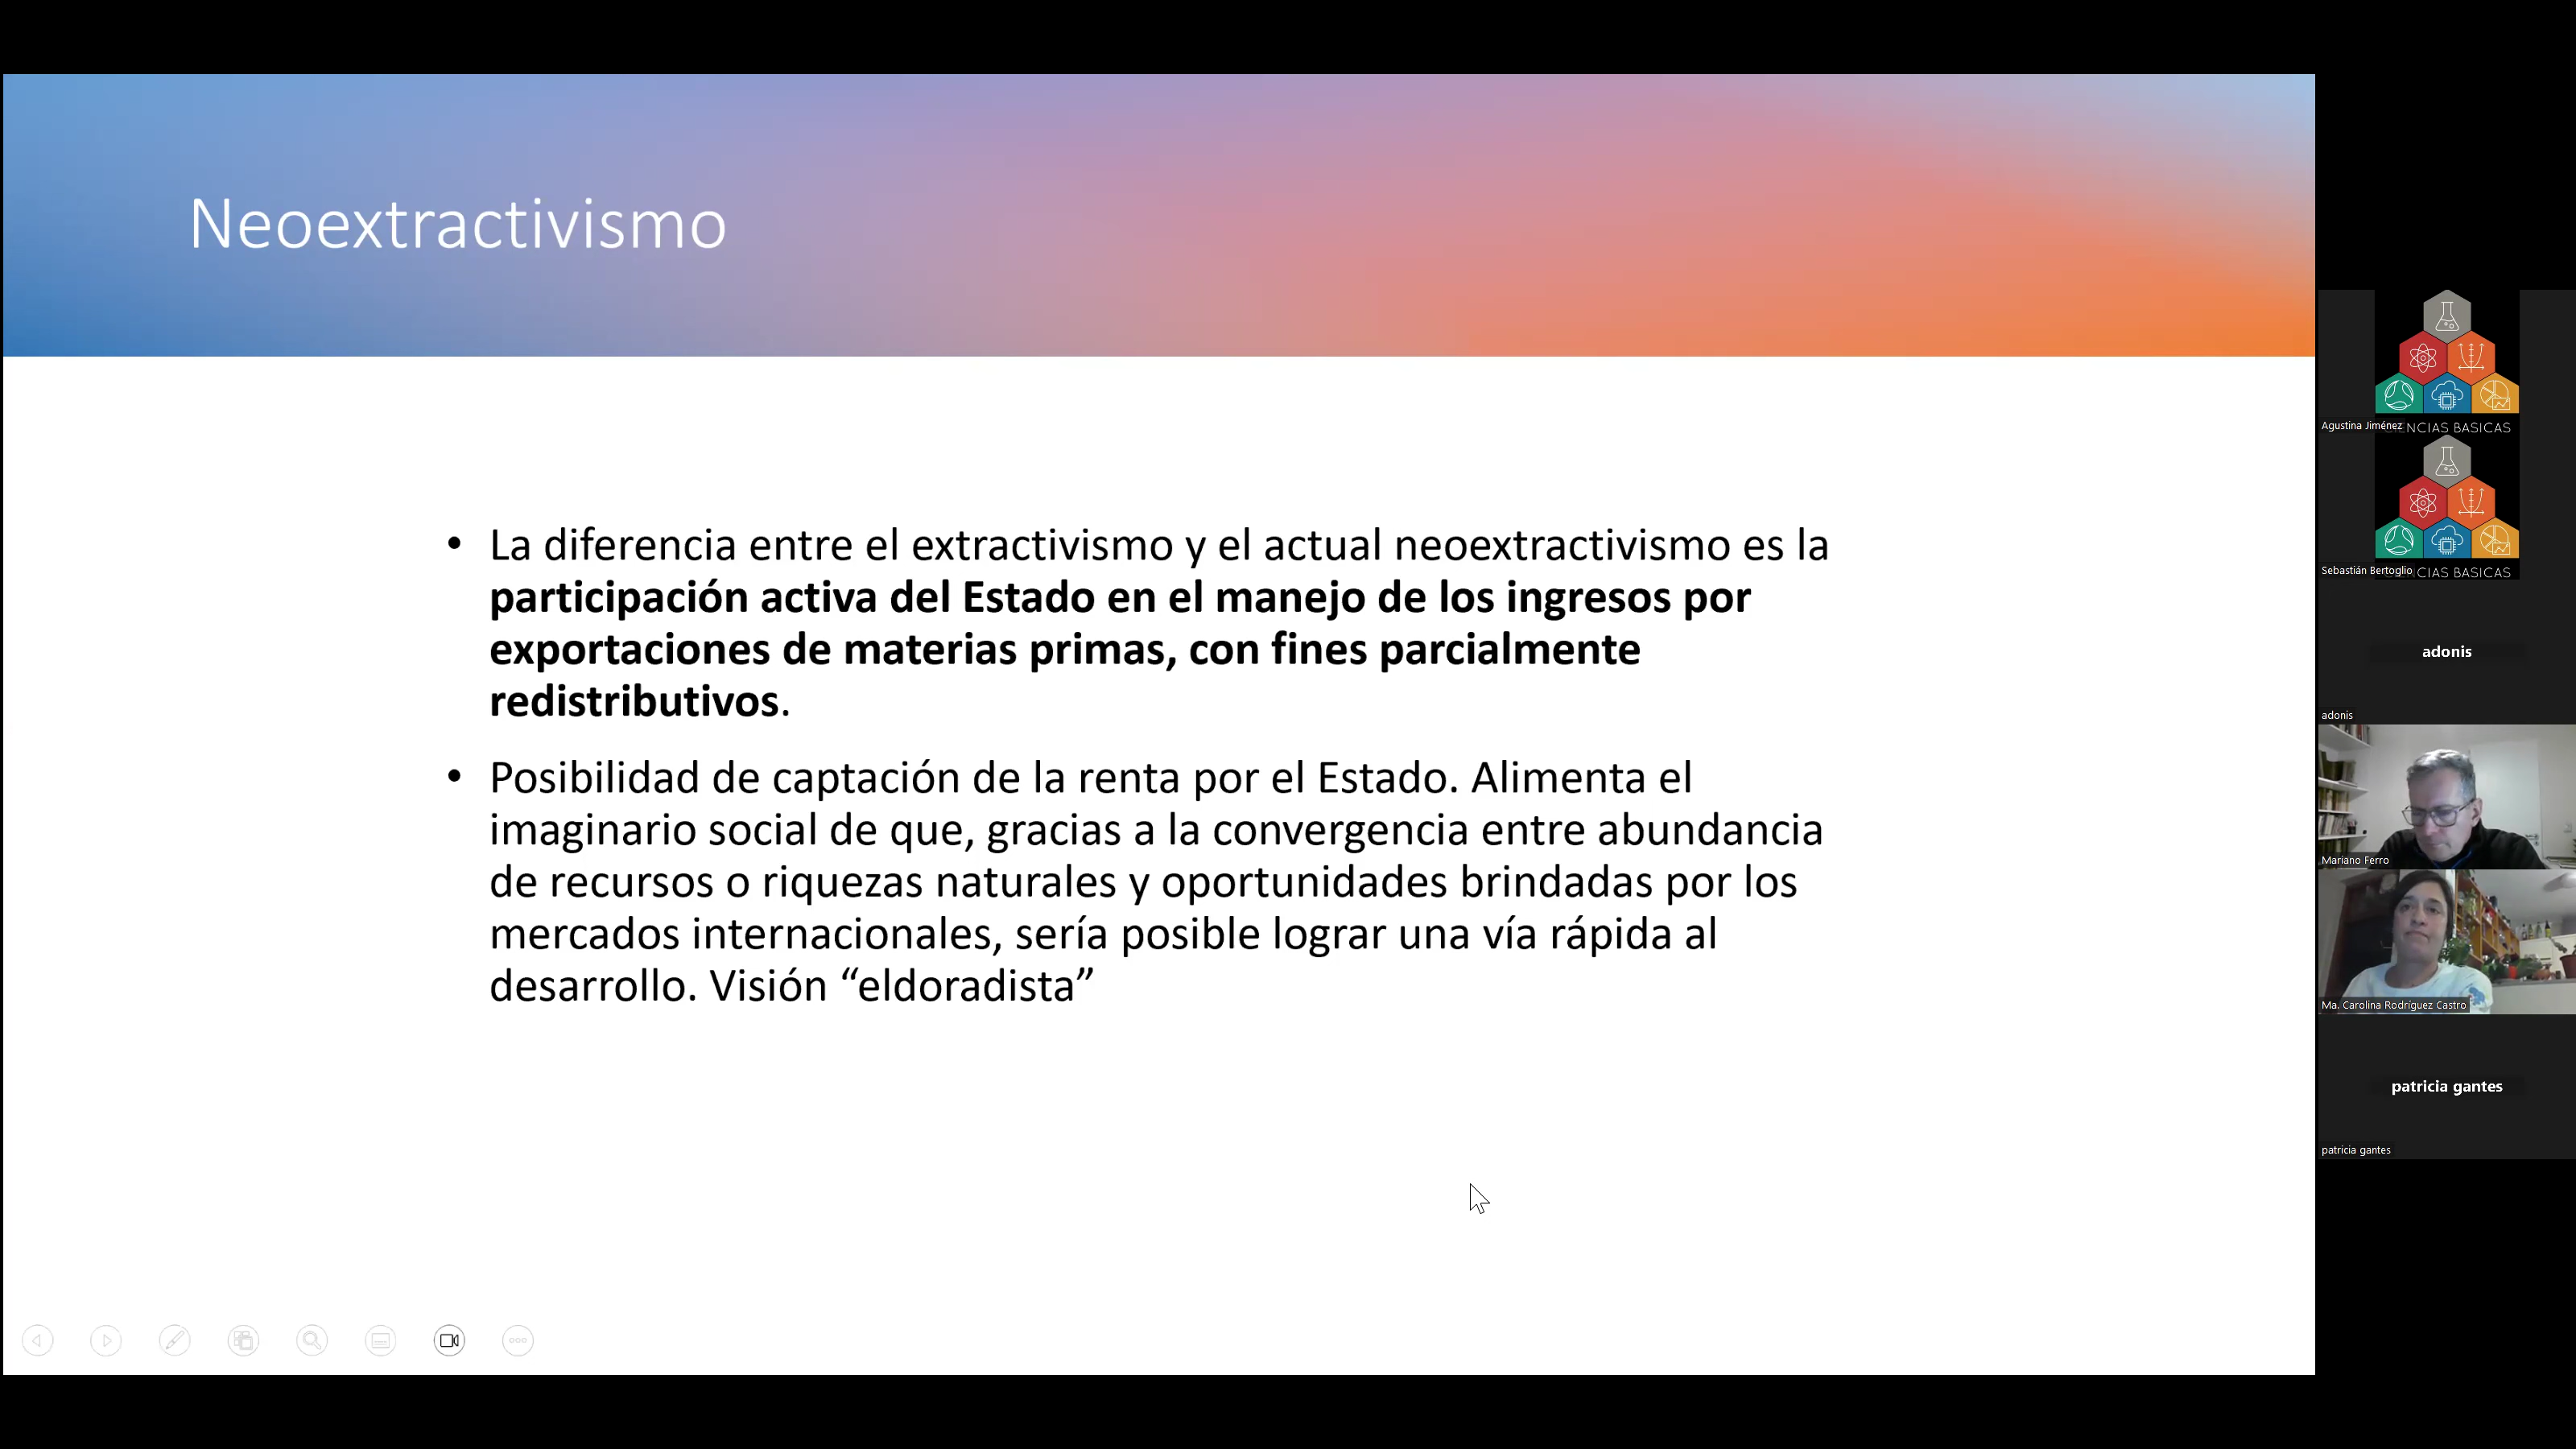 Neoextractivismo
• La diferencia entre el extractivismo y el actual neoextractivismo es la
participación activa del Estado en el manejo de los ingresos por
exportaciones de materias primas, con fines parcialmente
redistributivos.
• Posibilidad de captación de la renta por el Estado. Alimenta el
imaginario social de que, gracias a la convergencia entre abundancia
de recursos o riquezas naturales y oportunidades brindadas por los
mercados internacionales, sería posible lograr una vía rápida al
desarrollo. Visión “eldoradista”
Agustina Jiménez
NCIAS BASICAS
Sebastián Bertoglio
CIAS BASICAS
adonis
adonis
Mariano Ferro
Ma. Carolina Rodríguez Castro
patricia gantes
patricia gantes